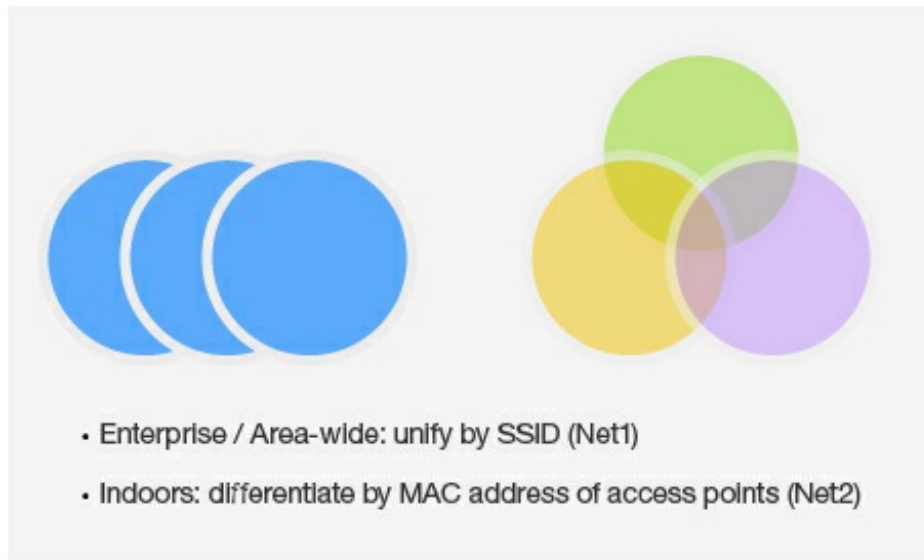 • Enterprise / Area-wide: unify by SSID (Net1)
• Indoors: differentiate by MAC address of access points (Net2)